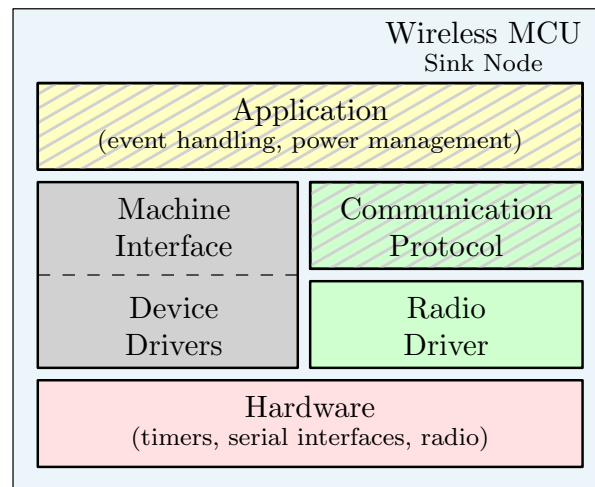 Wireless MCU
Sink Node
Application
(event handling, power management)
Machine
Interface
Communication
Protocol
Device
Drivers
Radio
Driver
Hardware
(timers, serial interfaces, radio)